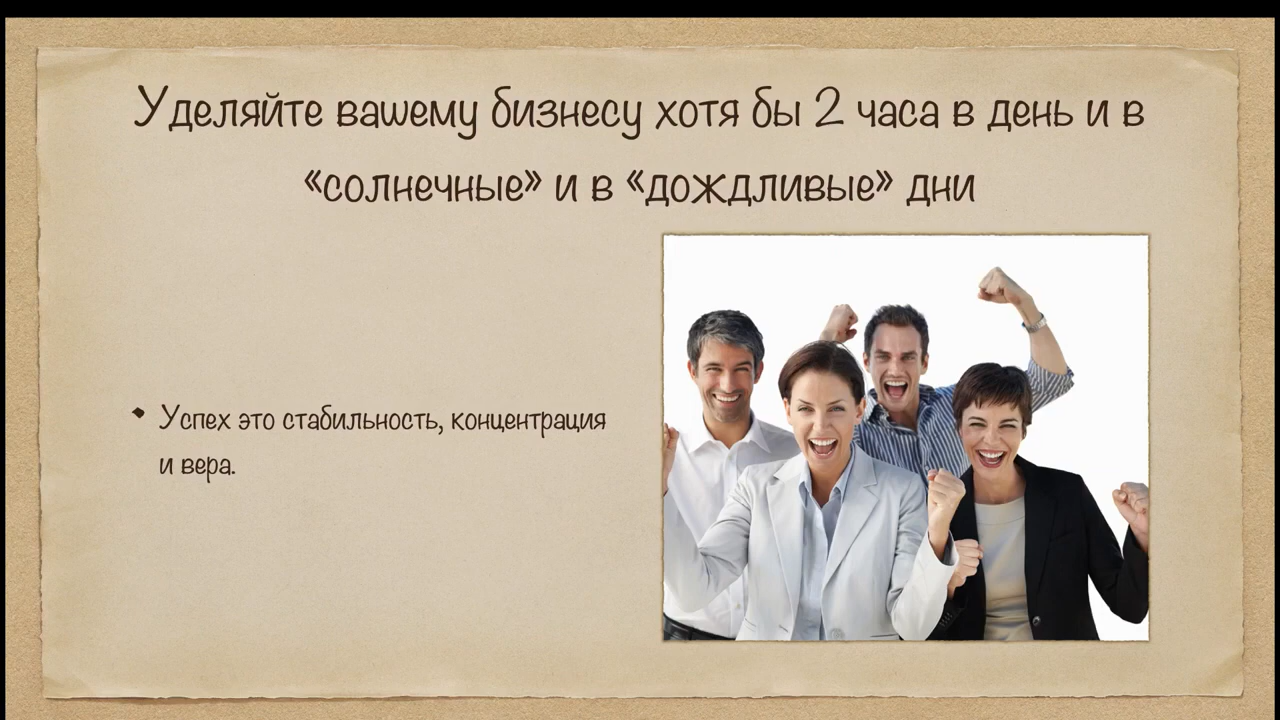 Уделяйте вашему бизнесу хотя бы 2 часа в день и в
«солнечные» и в «дождливые» дни
• Успех это стабильность, концентрация
и вера.